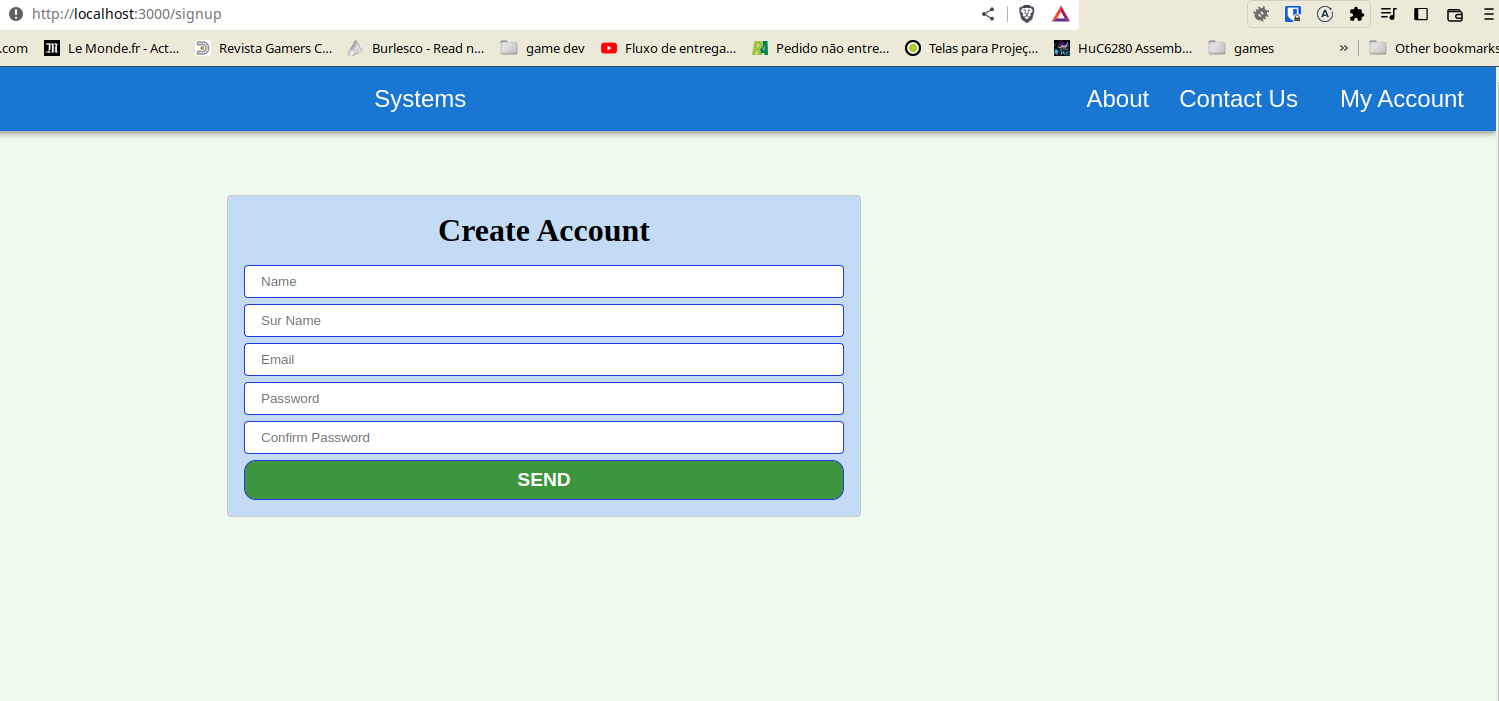 http://localhost:3000/signup
.com Le Monde.fr - Act... Revista Gamers C... Burlesco - Read n... game dev Fluxo de entrega... Pedido não entre... Telas para Projeç... HuC6280 Assemb... games » Other bookmarks
Systems About Contact Us My Account
Create Account
Name
Sur Name
Email
Password
Confirm Password
SEND